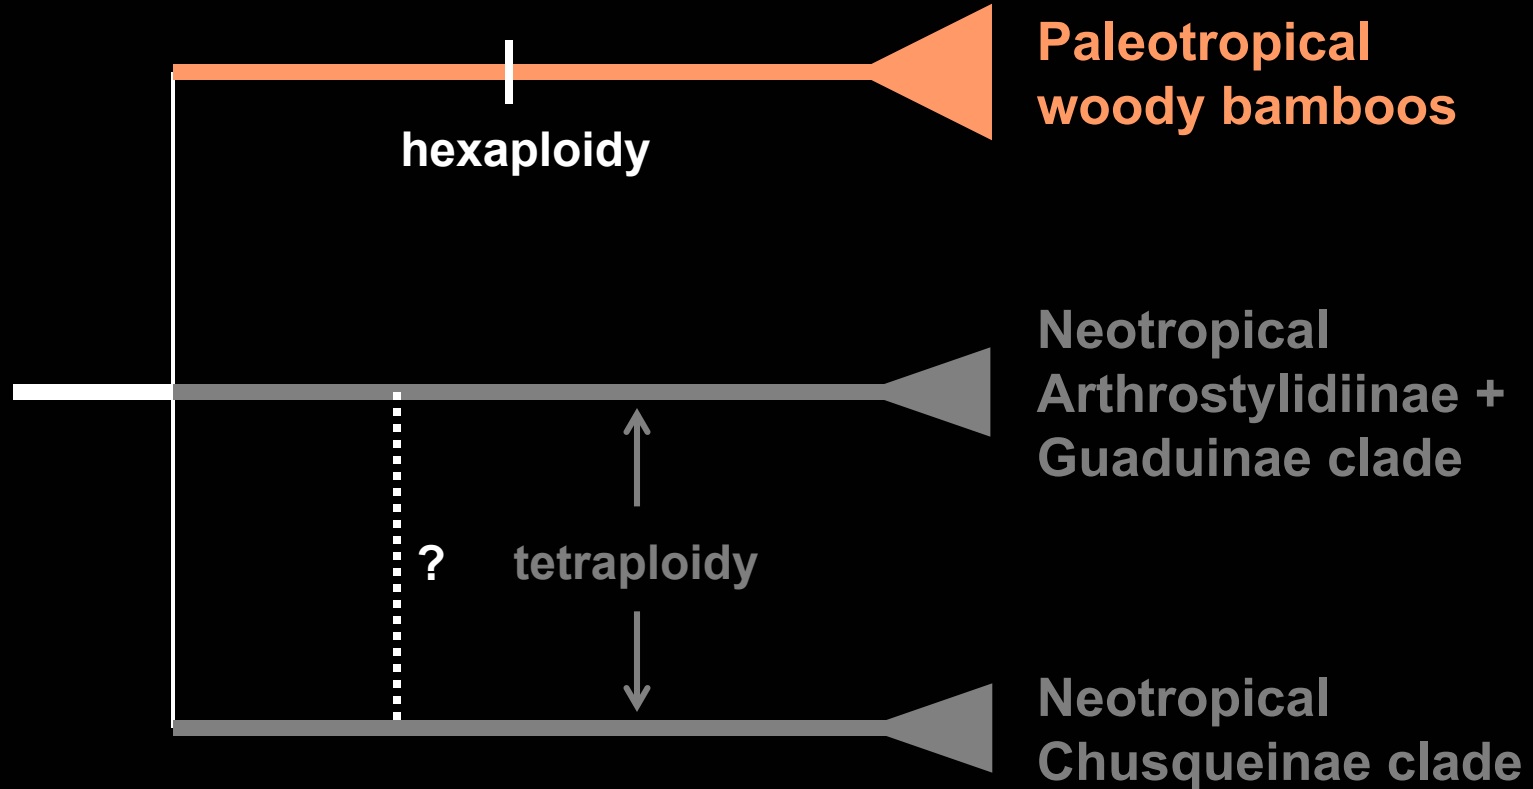 Paleotropical
woody bamboos
hexaploidy
Neotropical
Arthrostylidiinae +
Guaduinae clade
?
tetraploidy
Neotropical
Chusqueinae clade